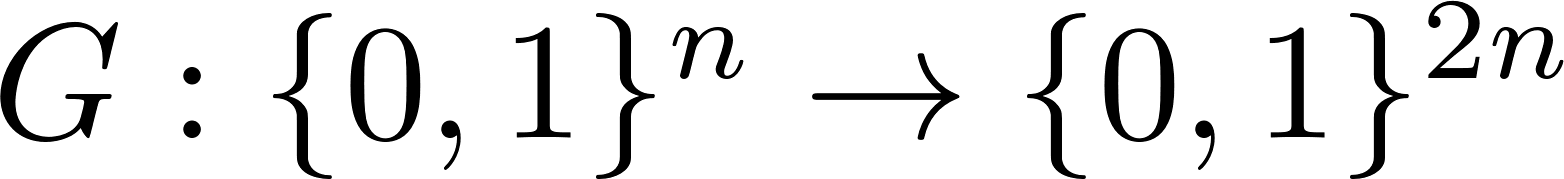 G : {0, 1}ⁿ → {0, 1}²ⁿ